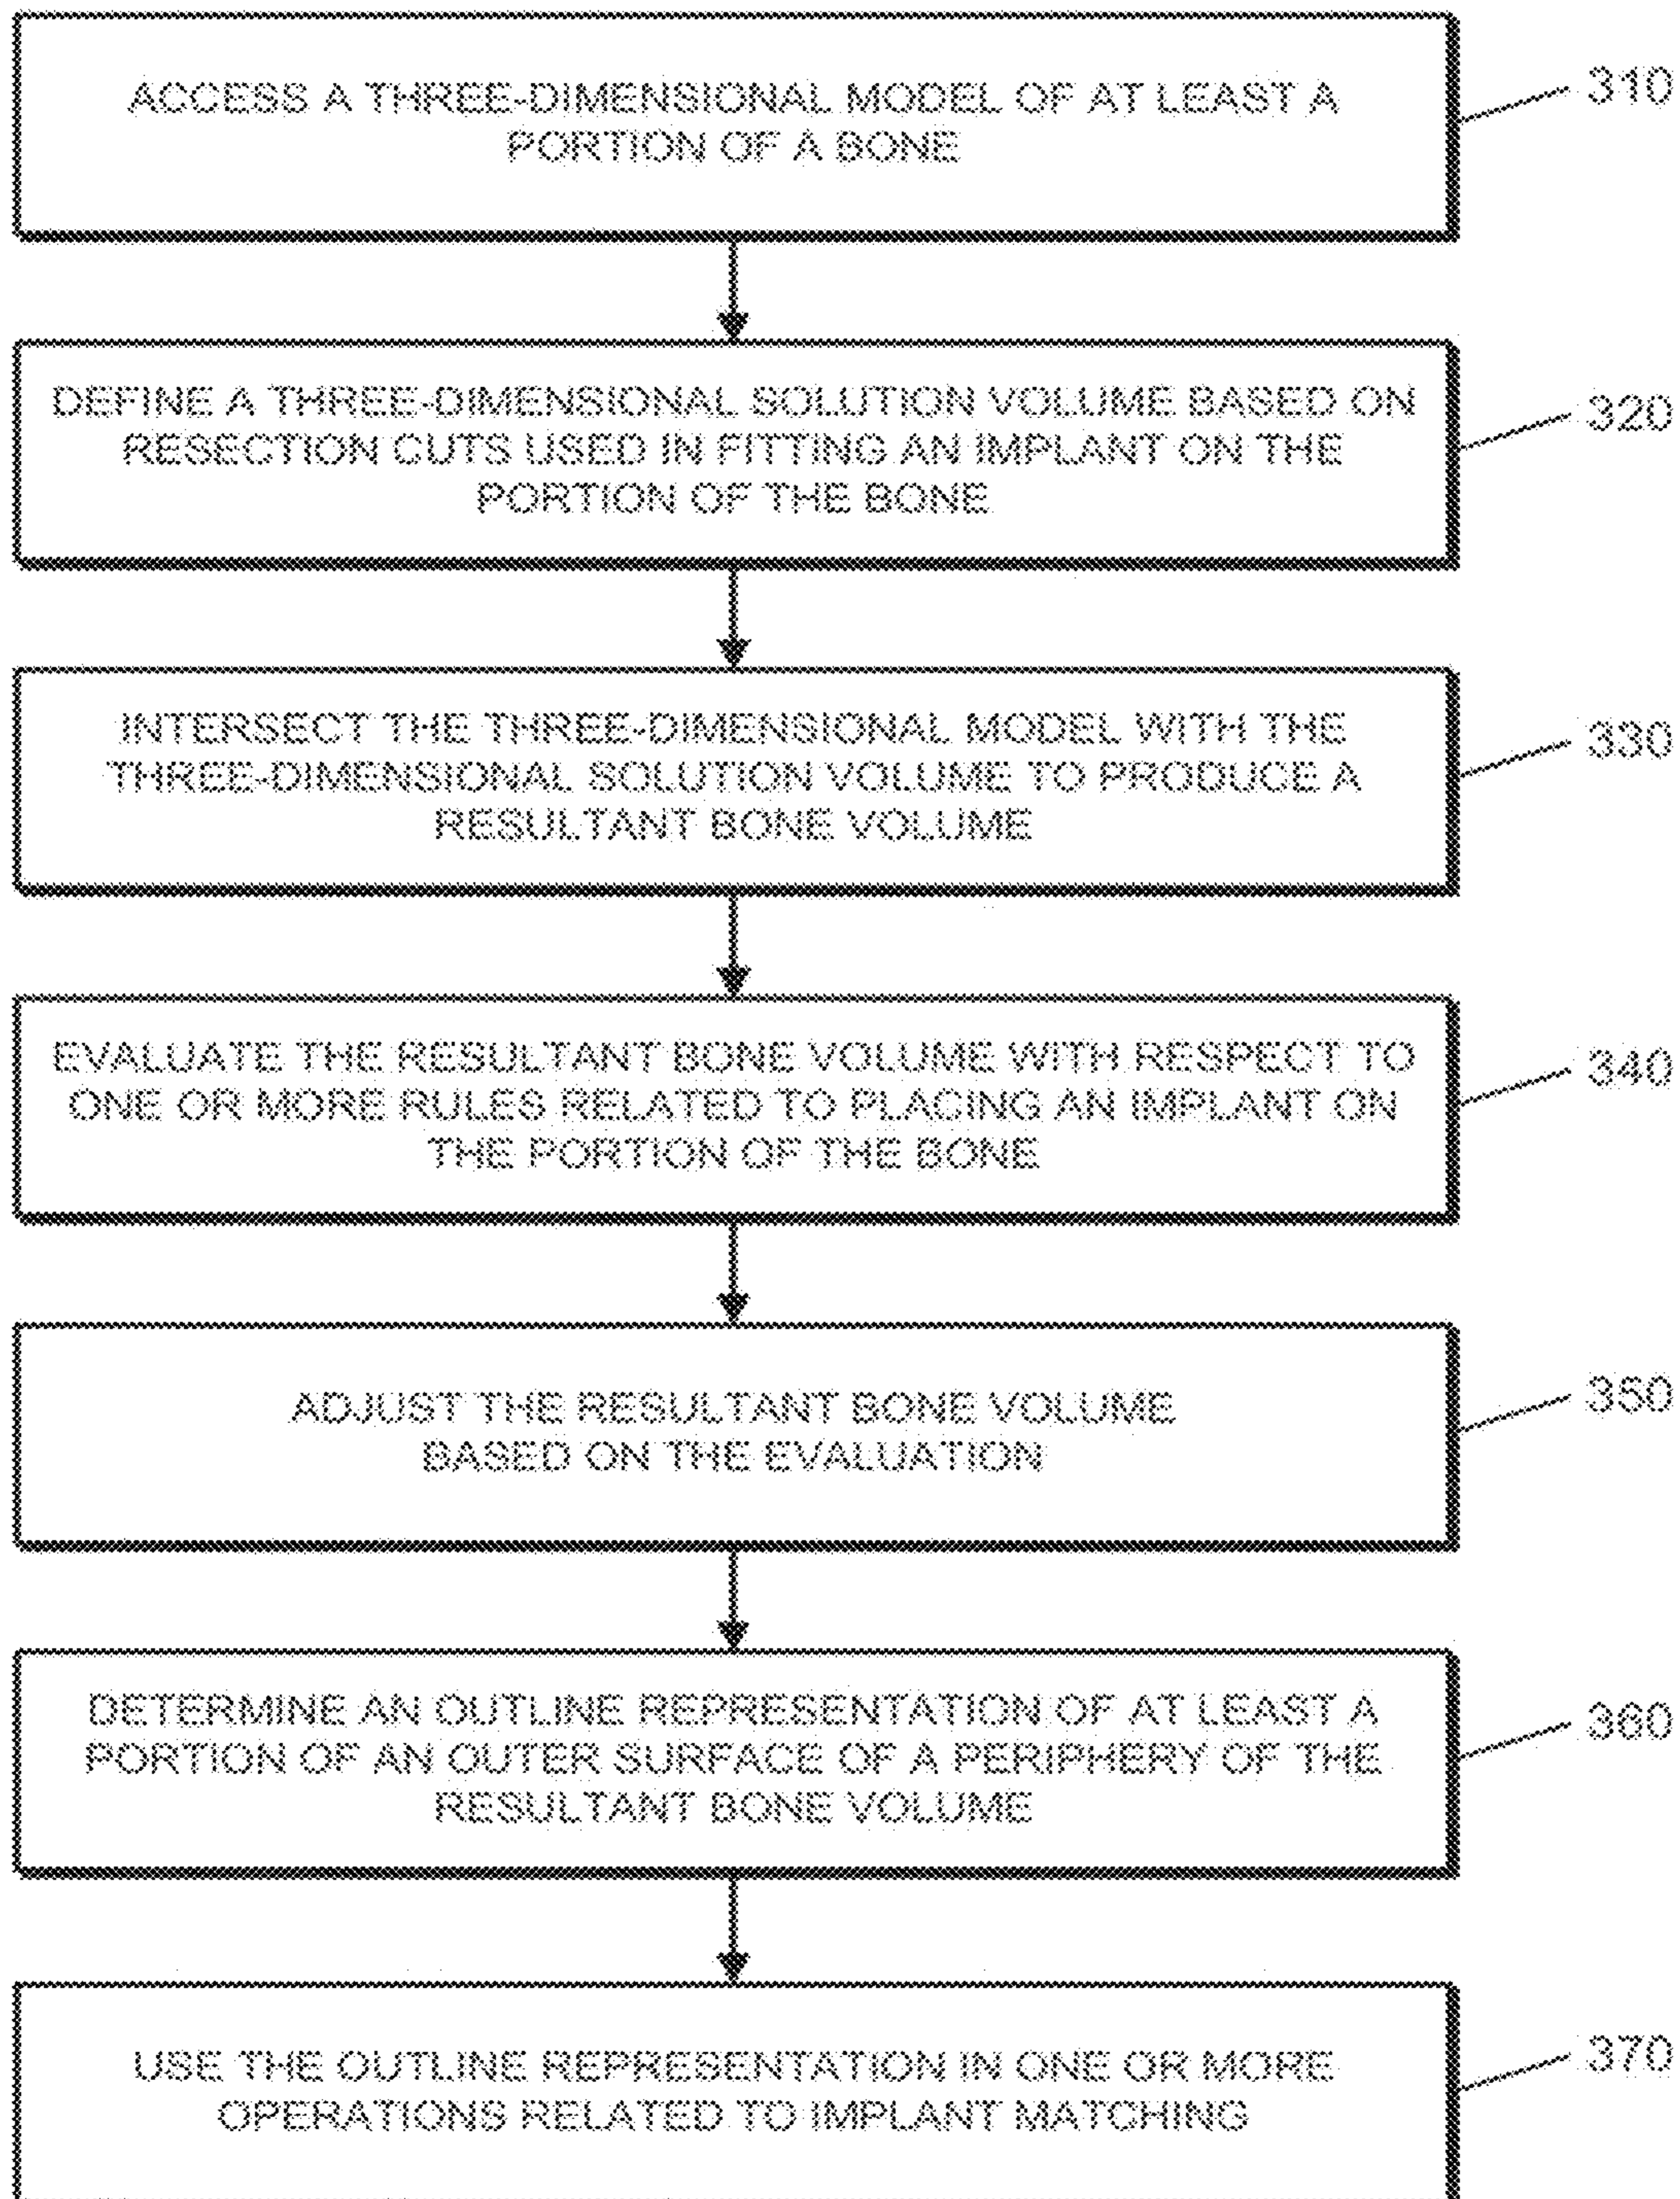 ACCESS A THREE-DIMENSIONAL MODEL OF AT LEAST A
PORTION OF A BONE
310
DEFINE A THREE-DIMENSIONAL SOLUTION VOLUME BASED ON
RESECTION CUTS USED IN FITTING AN IMPLANT ON THE
PORTION OF THE BONE
320
INTERSECT THE THREE-DIMENSIONAL MODEL WITH THE
THREE-DIMENSIONAL SOLUTION VOLUME TO PRODUCE A
RESULTANT BONE VOLUME
330
EVALUATE THE RESULTANT BONE VOLUME WITH RESPECT TO
ONE OR MORE RULES RELATED TO PLACING AN IMPLANT ON
THE PORTION OF THE BONE
340
ADJUST THE RESULTANT BONE VOLUME
BASED ON THE EVALUATION
350
DETERMINE AN OUTLINE REPRESENTATION OF AT LEAST A
PORTION OF AN OUTER SURFACE OF A PERIPHERY OF THE
RESULTANT BONE VOLUME
360
USE THE OUTLINE REPRESENTATION IN ONE OR MORE
OPERATIONS RELATED TO IMPLANT MATCHING
370